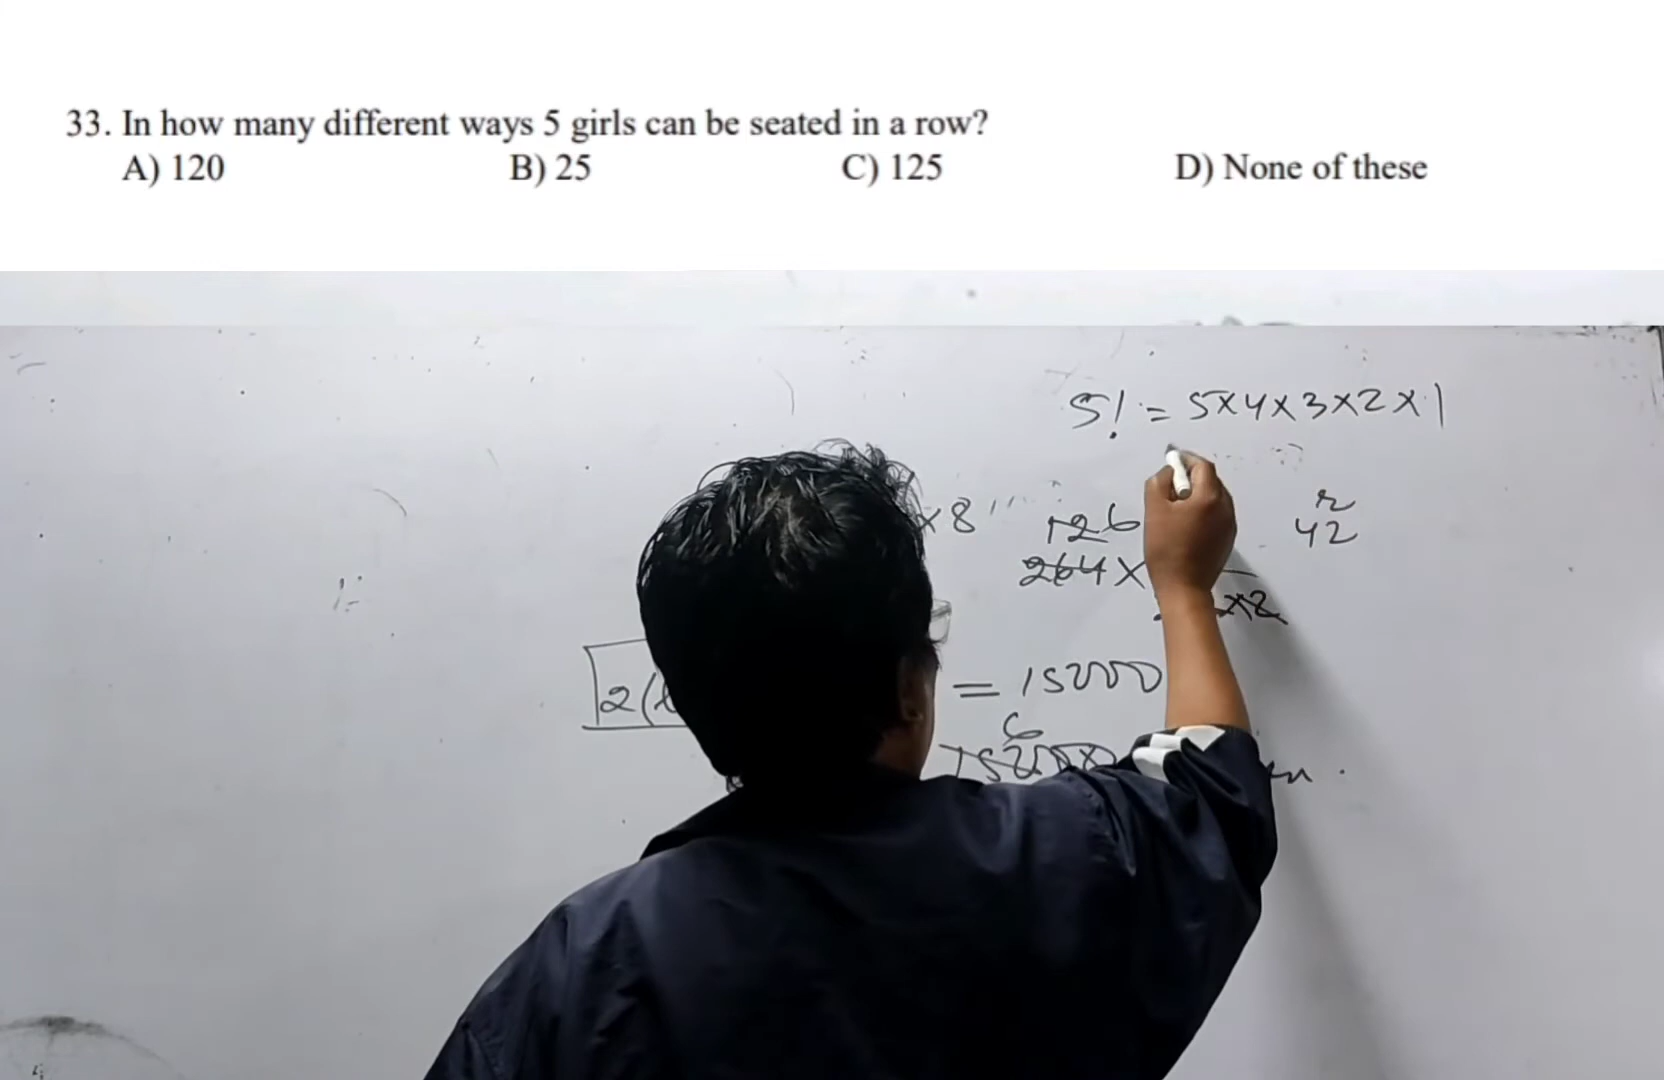 33. In how many different ways 5 girls can be seated in a row?
A) 120 B) 25 C) 125 D) None of these
5! = 5×4×3×2×1
×8 126 42
264×
×2
2(
= 15000